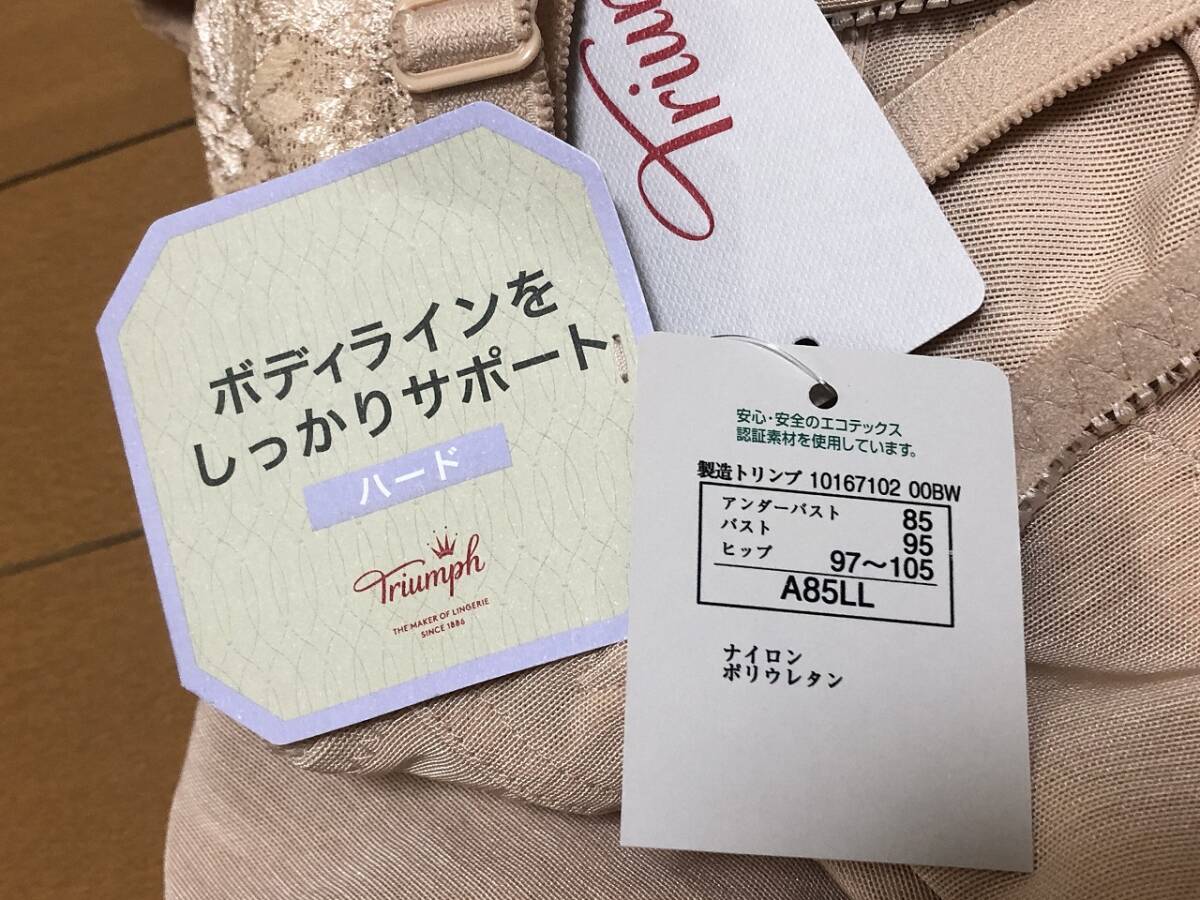 ボディラインを
しっかりサポート
ハード
Triumph
THE MAKER OF LINGERIE
SINCE 1886
安心・安全のエコテックス
認証素材を使用しています。
製造トリンプ 10167102 00BW
アンダーバスト 85
バスト 95
ヒップ 97〜105
A85LL
ナイロン
ポリウレタン